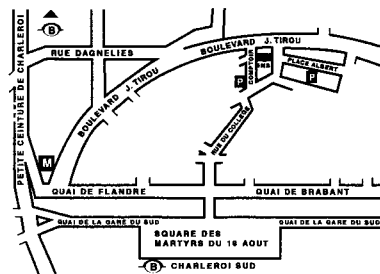 B
RUE DAGNELIES
BOULEVARD J. TIROU
PLACE ALBERT
COMPTOIR
P
P
PETITE CEINTURE DE CHARLEROI
BOULEVARD J. TIROU
RUE DU COLLEGE
M
QUAI DE FLANDRE
QUAI DE BRABANT
QUAI DE LA GARE DU SUD
QUAI DE LA GARE DU SUD
SQUARE DES
MARTYRS DU 18 AOUT
B CHARLEROI SUD